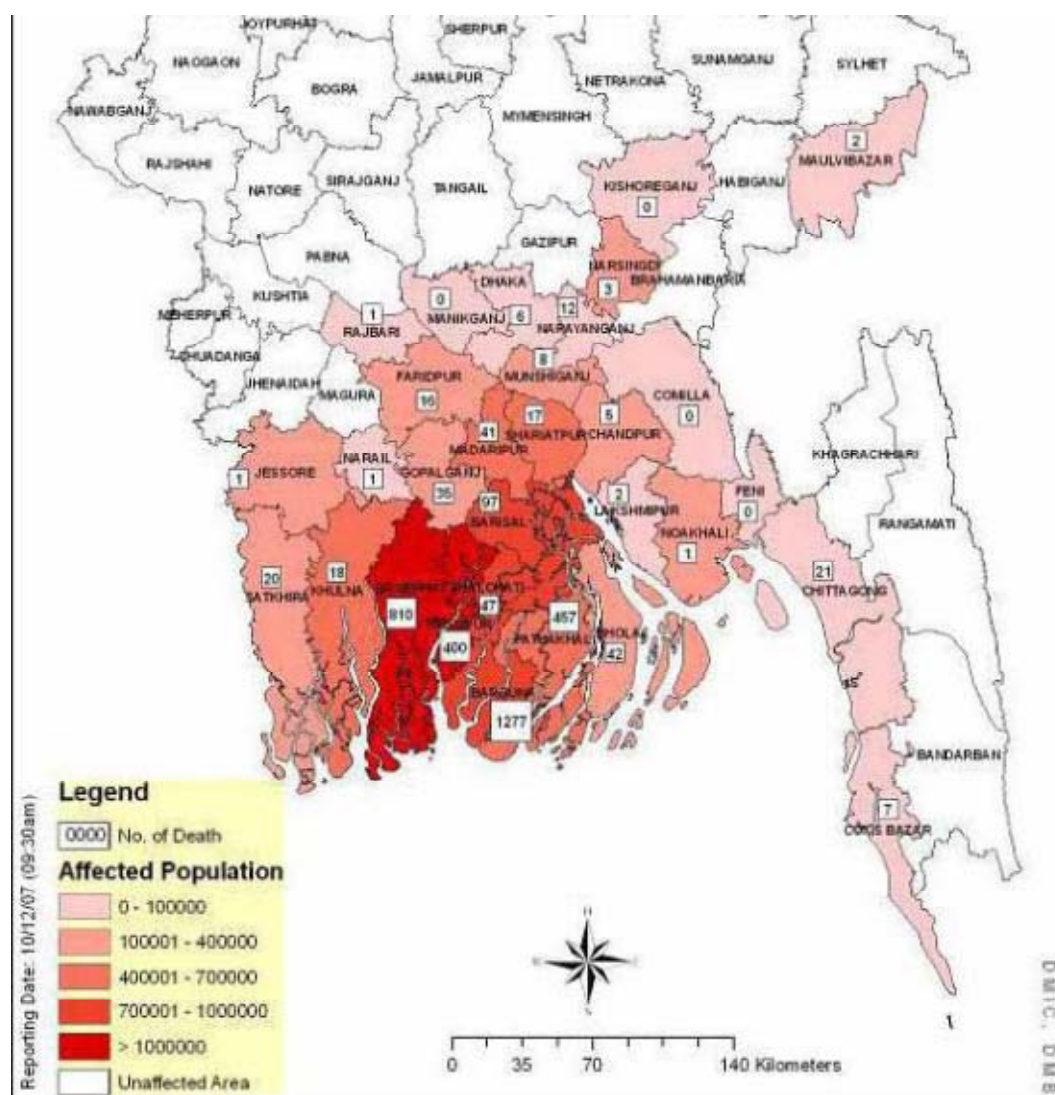 JOYPURHAT
SHERPUR
NAOGAON
BOGRA
JAMALPUR
NETRAKONA
SUNAMGANJ
SYLHET
NAWABGANJ
MYMENSINGH
2
MAULVIBAZAR
RAJSHAHI
NATORE
SIRAJGANJ
TANGAIL
KISHOREGANJ
0
HABIGANJ
PABNA
GAZIPUR
NARSINGDI
3
BRAHAMANBARIA
KUSHTIA
MEHERPUR
DHAKA
6
0
MANIKGANJ
12
NARAYANGANJ
1
RAJBARI
CHUADANGA
JHENAIDAH
MAGURA
8
MUNSHIGANJ
FARIDPUR
16
COMILLA
0
17
SHARIATPUR
5
CHANDPUR
41
MADARIPUR
KHAGRACHHARI
JESSORE
1
NARAIL
1
GOPALGANJ
35
97
BARISAL
2
LAKSHMIPUR
FENI
0
NOAKHALI
1
RANGAMATI
20
SATKHIRA
18
KHULNA
21
CHITTAGONG
810
47
400
457
PATUAKHALI
BHOLA
42
BARGUNA
1277
BANDARBAN
7
COXS BAZAR
Legend
0000 No. of Death
Affected Population
0 - 100000
100001 - 400000
400001 - 700000
700001 - 1000000
> 1000000
Unaffected Area
Reporting Date: 10/12/07 (09:30am)
0 35 70 140 Kilometers
DMIC, DMB